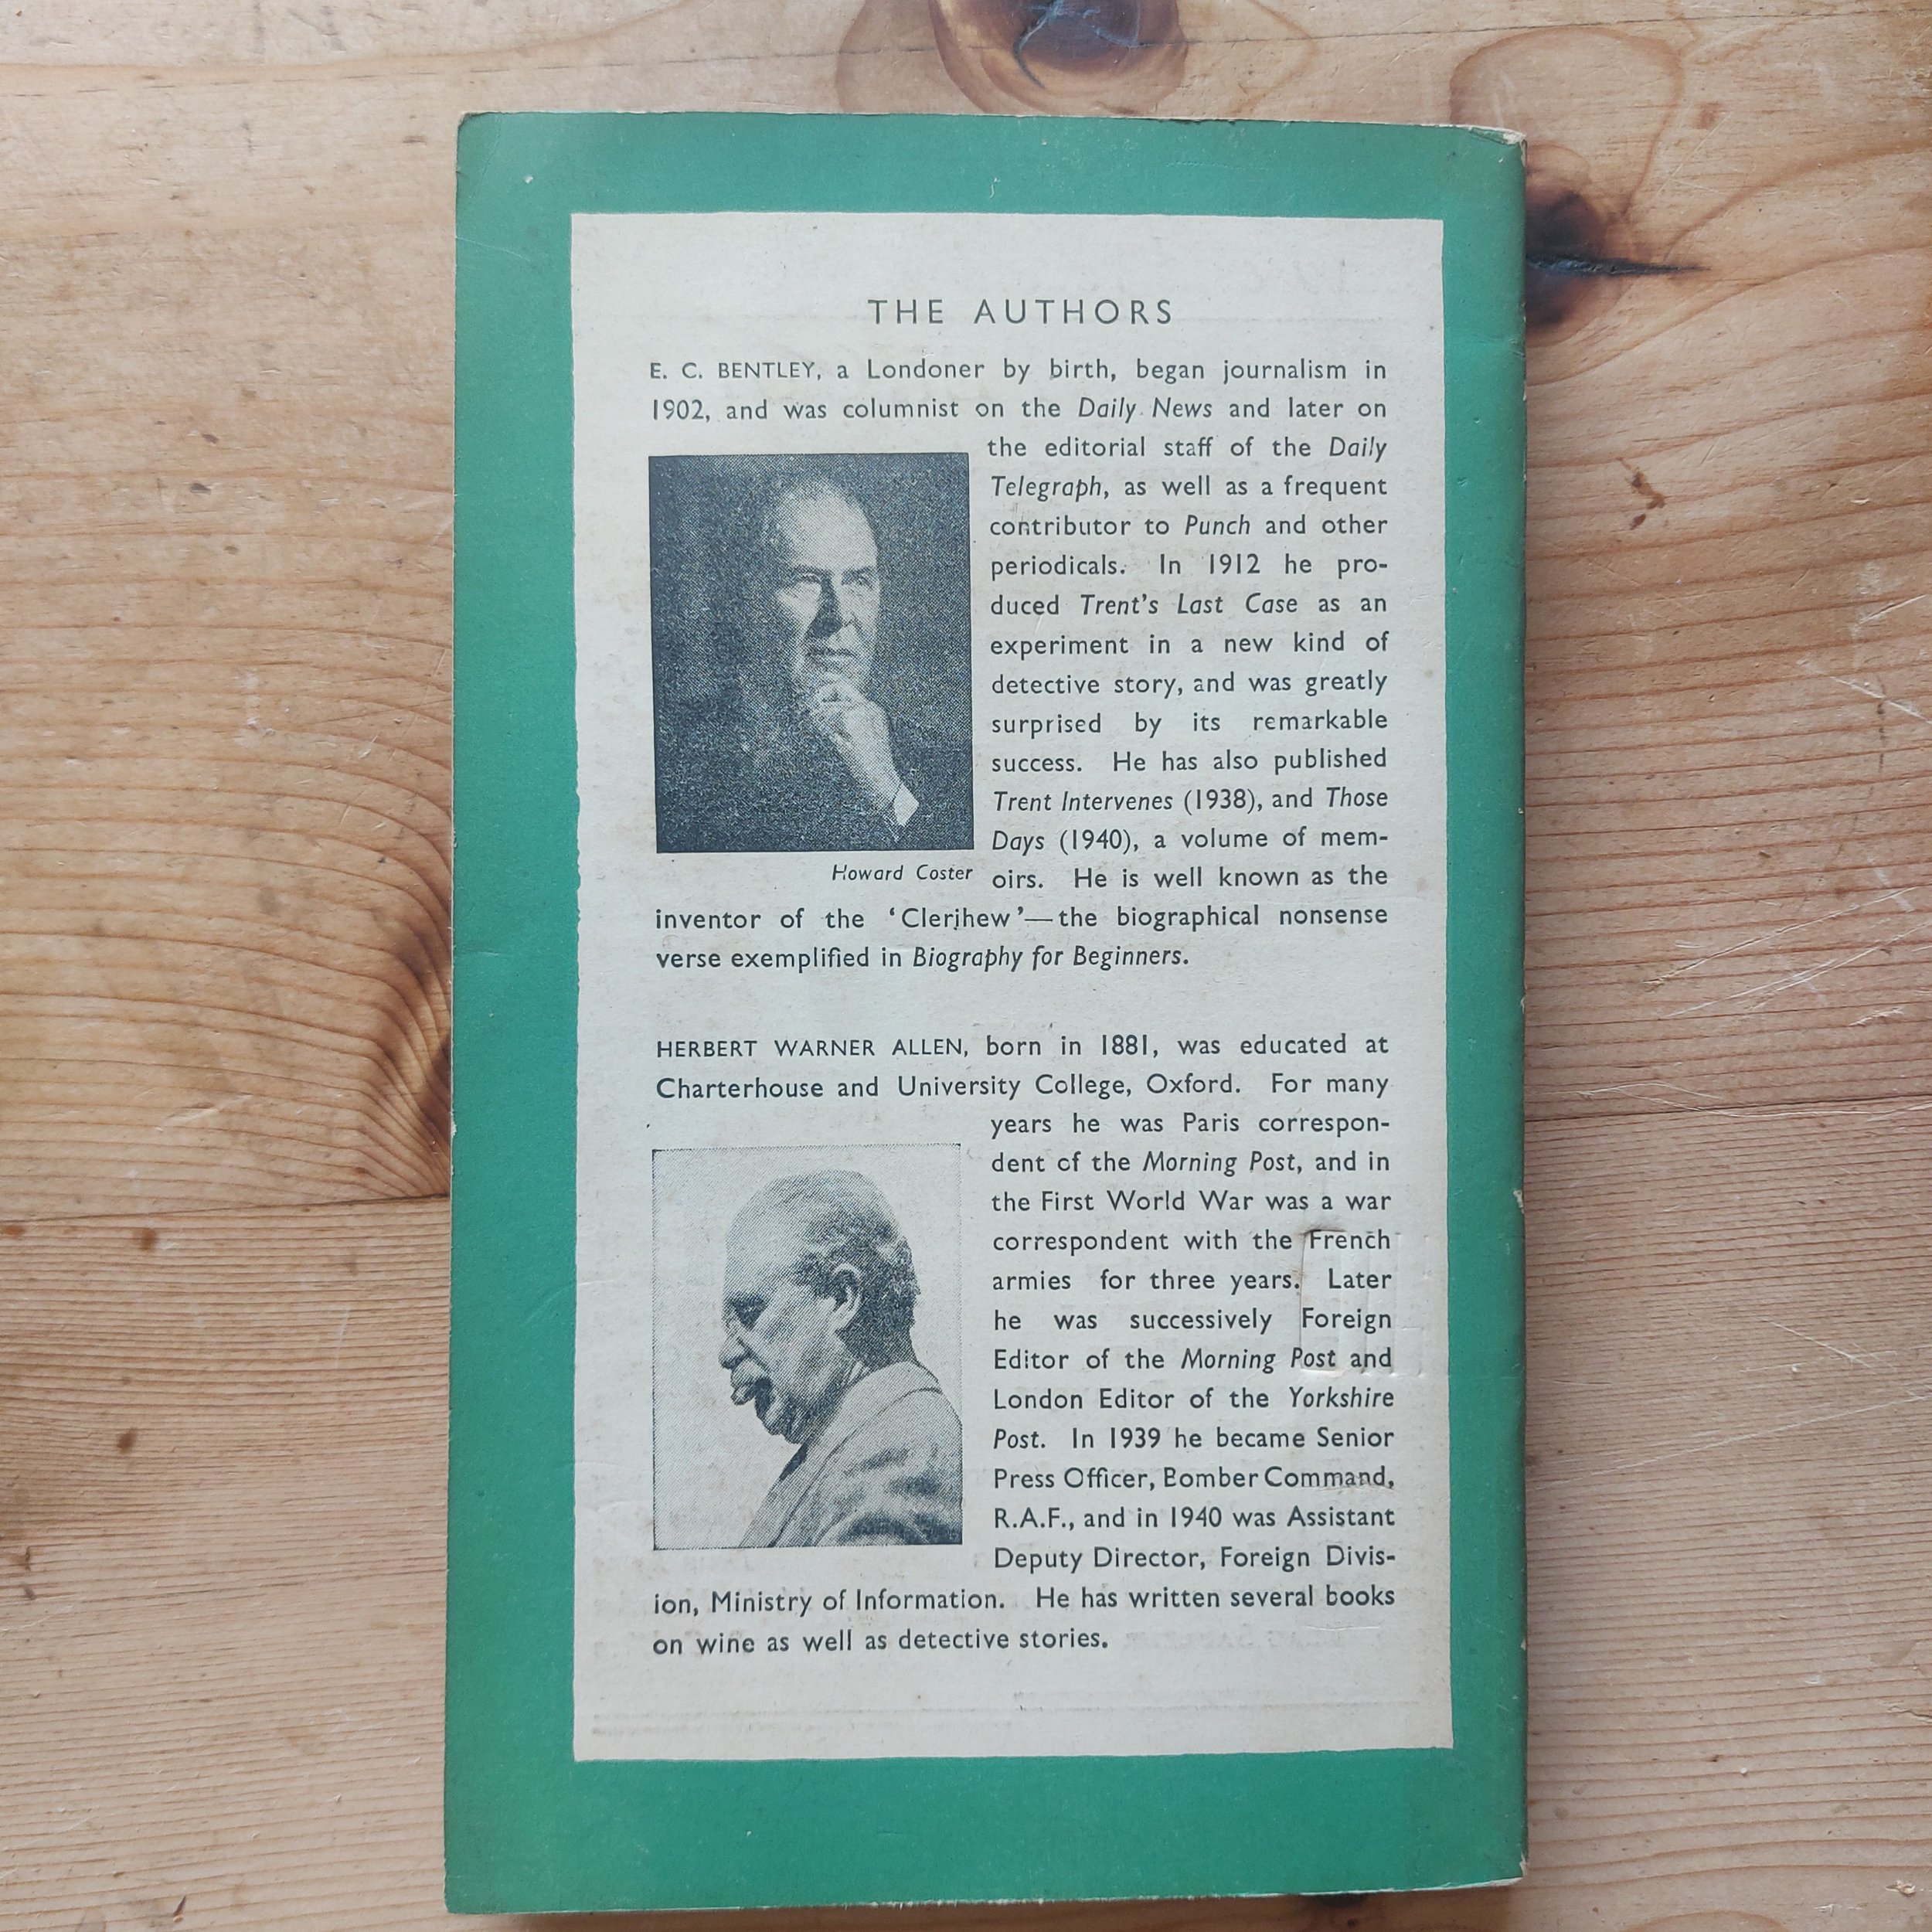 THE AUTHORS
E. C. BENTLEY, a Londoner by birth, began journalism in
1902, and was columnist on the Daily News and later on
the editorial staff of the Daily
Telegraph, as well as a frequent
contributor to Punch and other
periodicals. In 1912 he pro-
duced Trent's Last Case as an
experiment in a new kind of
detective story, and was greatly
surprised by its remarkable
success. He has also published
Trent Intervenes (1938), and Those
Days (1940), a volume of mem-
oirs. He is well known as the
Howard Coster
inventor of the ‘Clerihew’—the biographical nonsense
verse exemplified in Biography for Beginners.
HERBERT WARNER ALLEN, born in 1881, was educated at
Charterhouse and University College, Oxford. For many
years he was Paris correspon-
dent of the Morning Post, and in
the First World War was a war
correspondent with the French
armies for three years. Later
he was successively Foreign
Editor of the Morning Post and
London Editor of the Yorkshire
Post. In 1939 he became Senior
Press Officer, Bomber Command,
R.A.F., and in 1940 was Assistant
Deputy Director, Foreign Divis-
ion, Ministry of Information. He has written several books
on wine as well as detective stories.